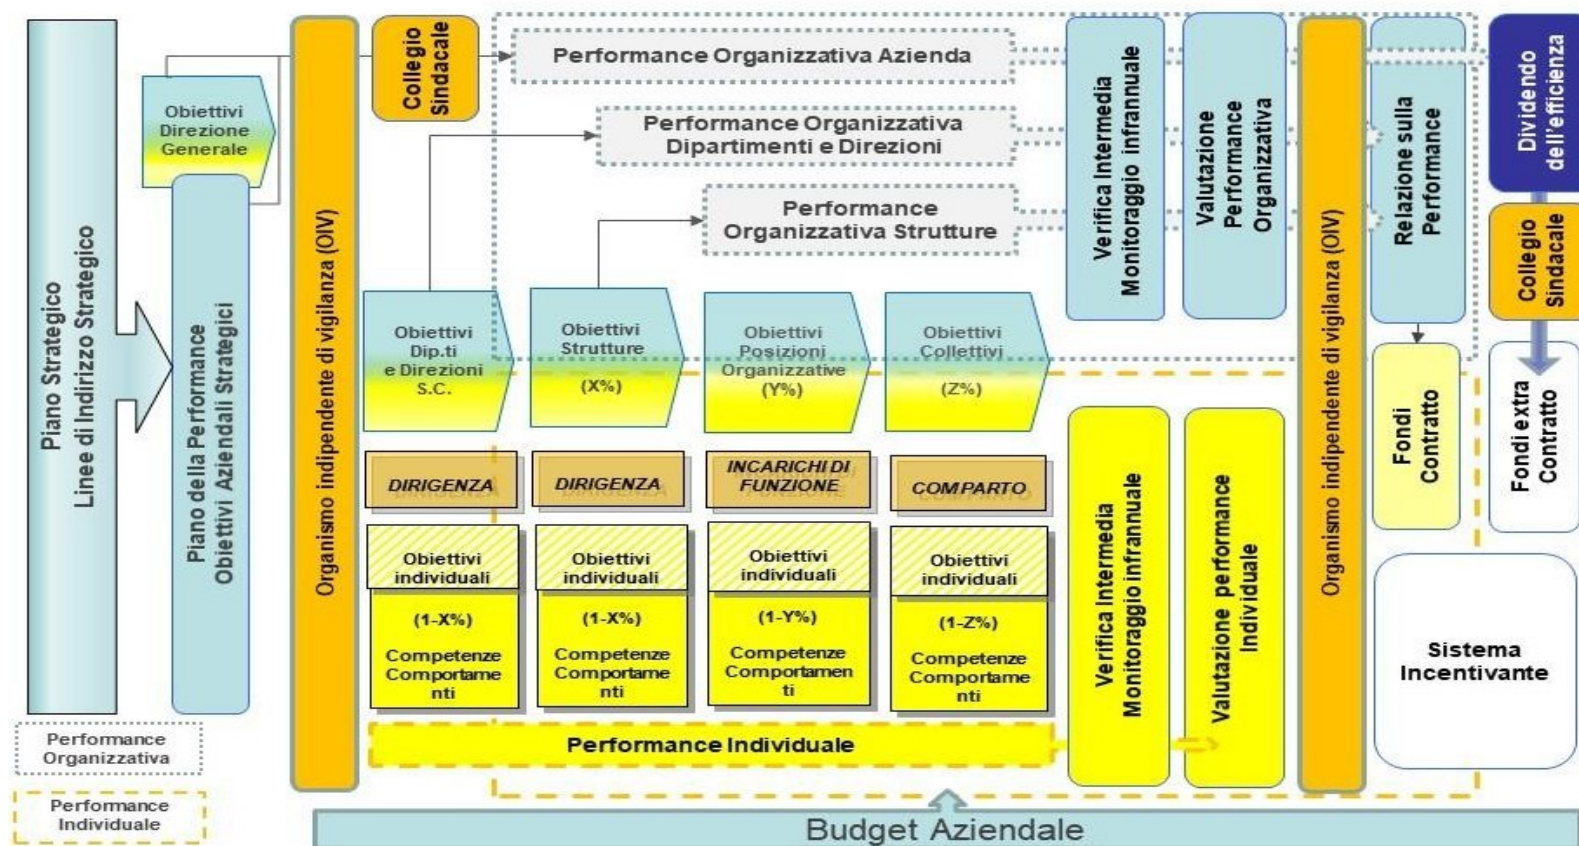 Piano Strategico
Linee di Indirizzo Strategico
Obiettivi
Direzione
Generale
Piano della Performance
Obiettivi Aziendali Strategici
Organismo indipendente di vigilanza (OIV)
Collegio
Sindacale
Performance Organizzativa Azienda
Performance Organizzativa
Dipartimenti e Direzioni
Performance
Organizzativa Strutture
Verifica Intermedia
Monitoraggio infrannuale
Valutazione
Performance
Organizzativa
Organismo indipendente di vigilanza (OIV)
Relazione sulla
Performance
Dividendo
dell'efficienza
Collegio
Sindacale
Obiettivi
Dip.ti
e Direzioni
S.C.
Obiettivi
Strutture
(X%)
Obiettivi
Posizioni
Organizzative
(Y%)
Obiettivi
Collettivi
(Z%)
Fondi
Contratto
Fondi extra
Contratto
DIRIGENZA
DIRIGENZA
INCARICHI DI
FUNZIONE
COMPARTO
Obiettivi
individuali
(1-X%)
Competenze
Comportame
nti
Obiettivi
individuali
(1-X%)
Competenze
Comportame
nti
Obiettivi
individuali
(1-Y%)
Competenze
Comportamen
ti
Obiettivi
individuali
(1-Z%)
Competenze
Comportame
nti
Verifica Intermedia
Monitoraggio infrannuale
Valutazione performance
Individuale
Sistema
Incentivante
Performance Individuale
Performance
Organizzativa
Performance
Individuale
Budget Aziendale